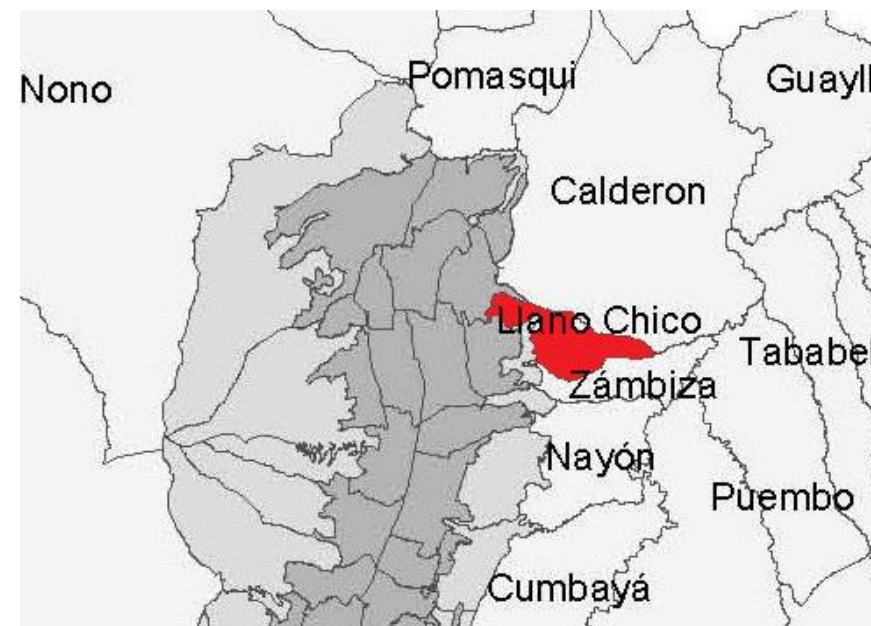 Pomasqui
Guayll
Nono
Calderon
Llano Chico
Tababel
Zámbiza
Nayón
Puembo
Cumbayá